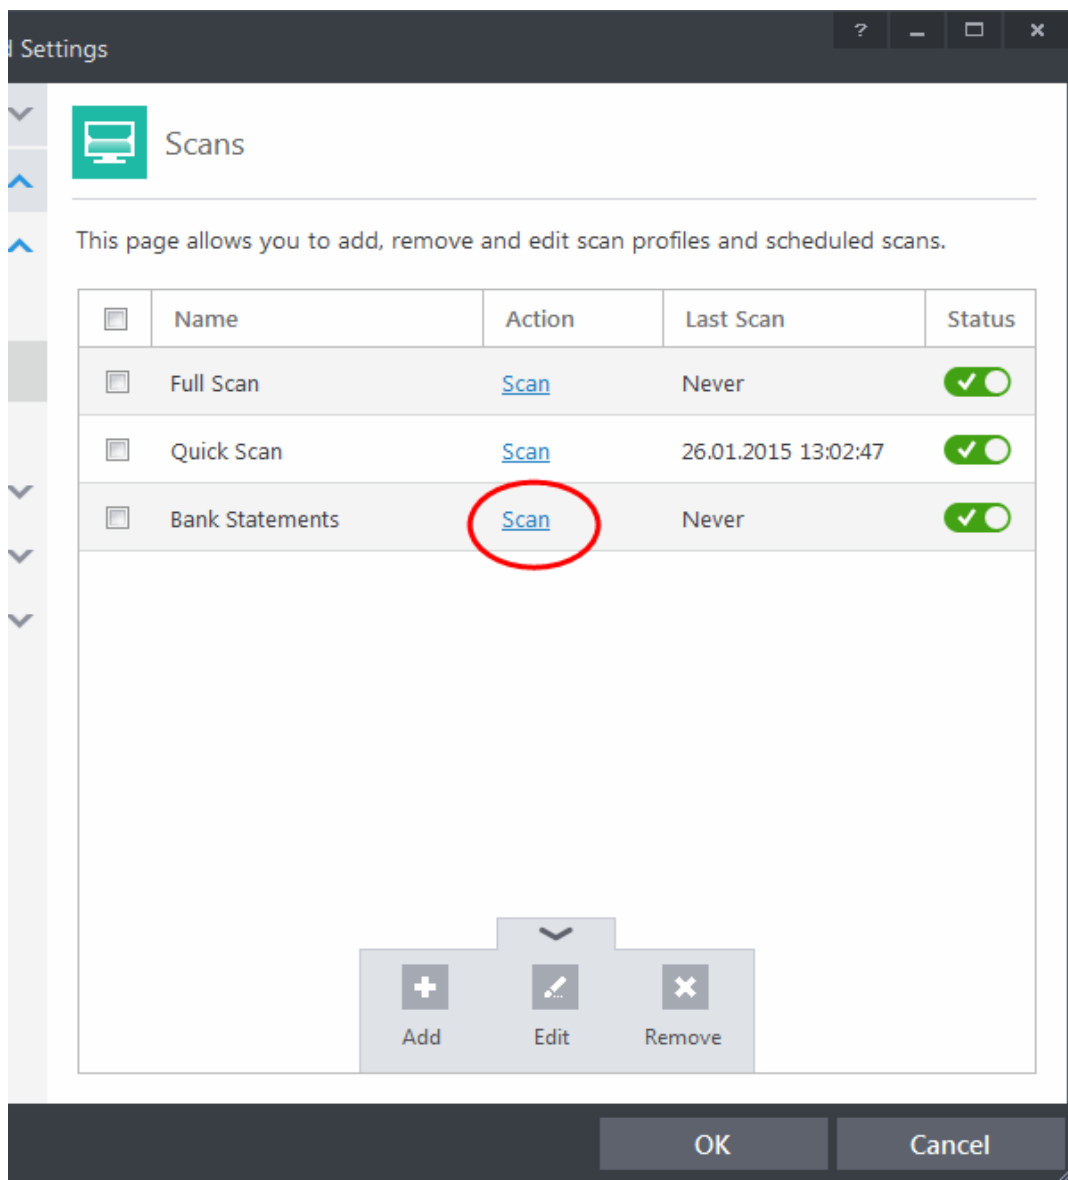 d Settings
?
Scans
This page allows you to add, remove and edit scan profiles and scheduled scans.
Name Action Last Scan Status
Full Scan Scan Never
Quick Scan Scan 26.01.2015 13:02:47
Bank Statements Scan Never
Add Edit Remove
OK Cancel